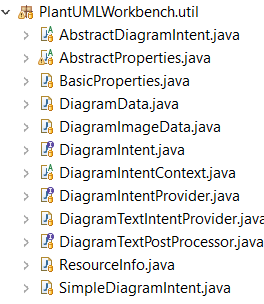 PlantUMLWorkbench.util
AbstractDiagramIntent.java
AbstractProperties.java
BasicProperties.java
DiagramData.java
DiagramImageData.java
DiagramIntent.java
DiagramIntentContext.java
DiagramIntentProvider.java
DiagramTextIntentProvider.java
DiagramTextPostProcessor.java
ResourceInfo.java
SimpleDiagramIntent.java